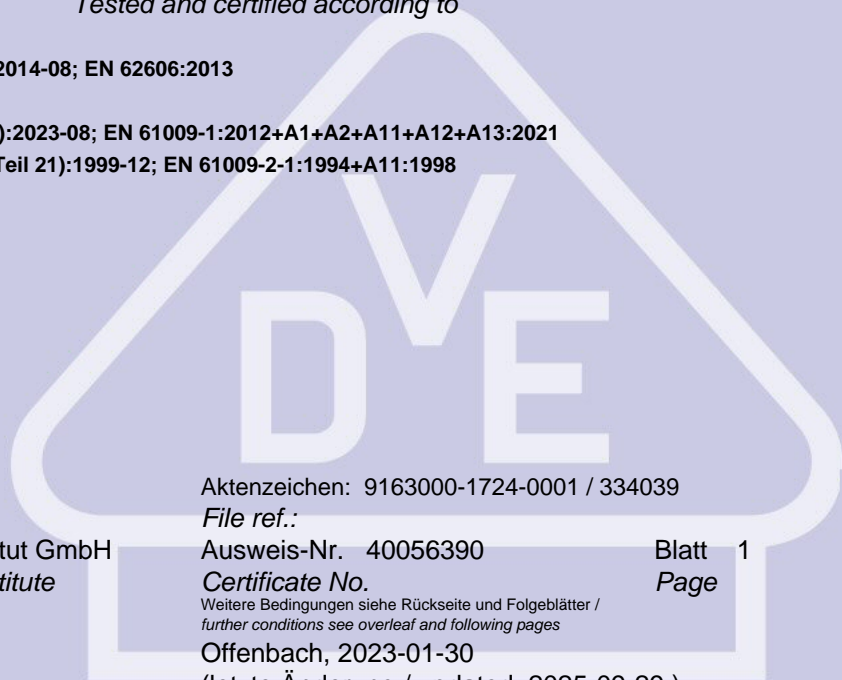 Tested and certified according to
2014-08; EN 62606:2013
):2023-08; EN 61009-1:2012+A1+A2+A11+A12+A13:2021
Teil 21):1999-12; EN 61009-2-1:1994+A11:1998
DVE
Aktenzeichen: 9163000-1724-0001 / 334039
File ref.:
tut GmbH Ausweis-Nr. 40056390 Blatt 1
titute Certificate No. Page
Weitere Bedingungen siehe Rückseite und Folgeblätter /
further conditions see overleaf and following pages
Offenbach, 2023-01-30